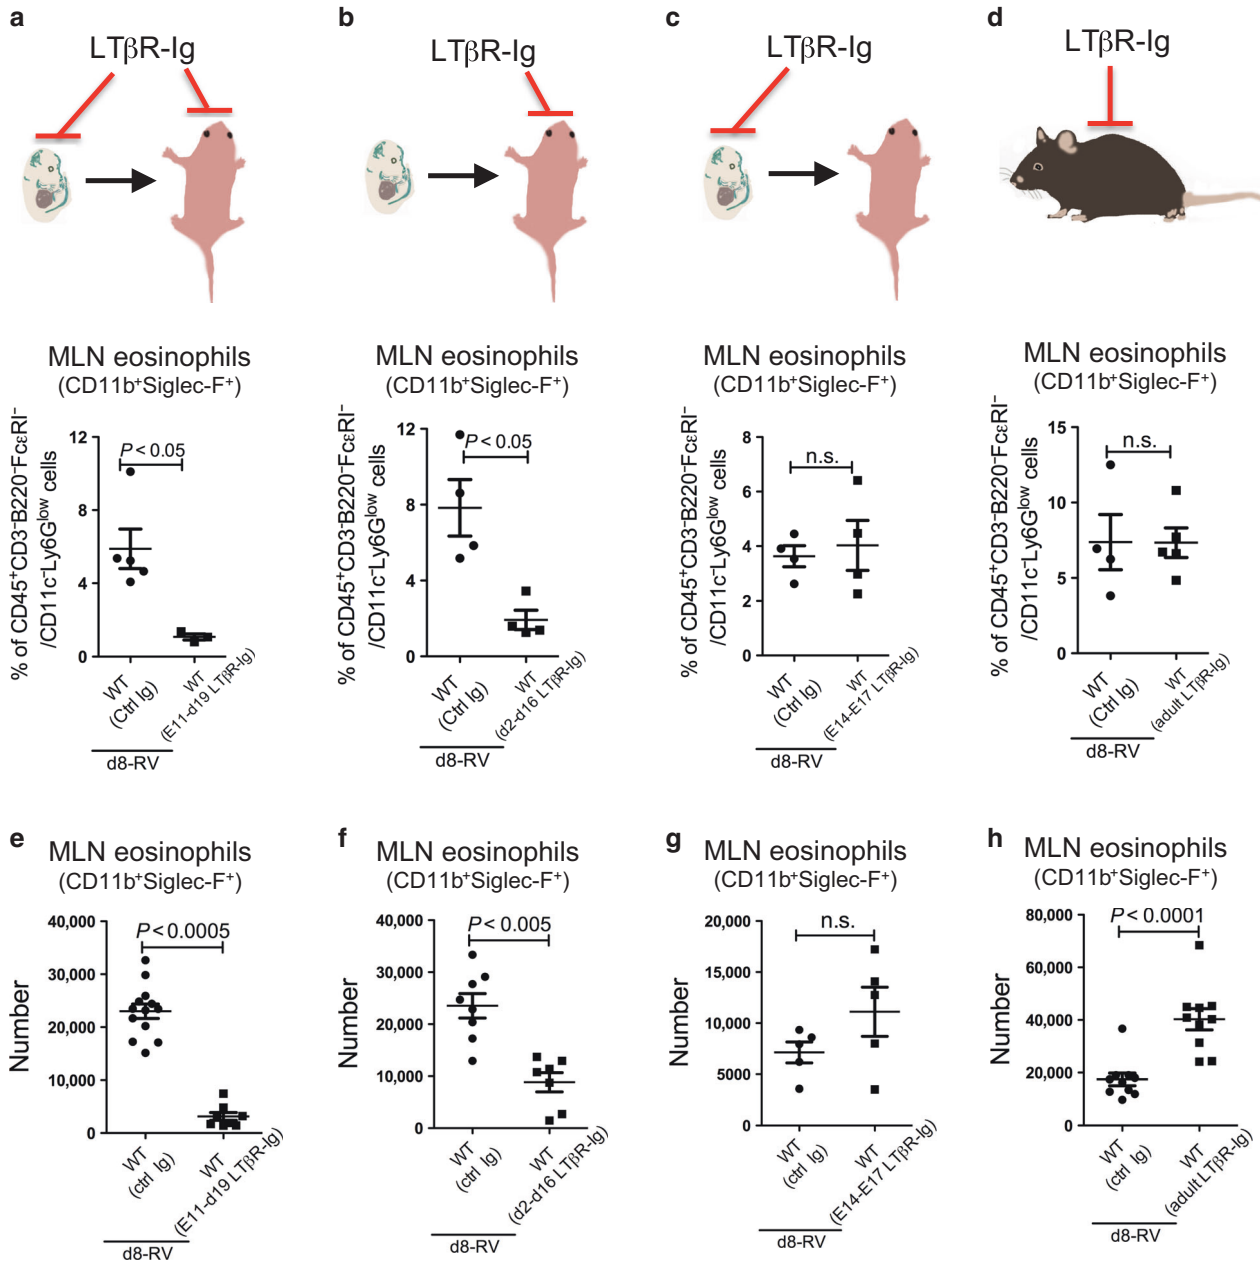 a
LTβR-Ig
b
LTβR-Ig
c
LTβR-Ig
d
LTβR-Ig
MLN eosinophils
(CD11b⁺Siglec-F⁺)
% of CD45⁺CD3⁻B220⁻FcεRI⁻
/CD11c⁻Ly6G^low cells
12
8
4
0
P < 0.05
WT
(Ctrl Ig)
WT
(E11-d19 LTβR-Ig)
d8-RV
MLN eosinophils
(CD11b⁺Siglec-F⁺)
% of CD45⁺CD3⁻B220⁻FcεRI⁻
/CD11c⁻Ly6G^low cells
12
8
4
0
P < 0.05
WT
(Ctrl Ig)
WT
(d2-d16 LTβR-Ig)
d8-RV
MLN eosinophils
(CD11b⁺Siglec-F⁺)
% of CD45⁺CD3⁻B220⁻FcεRI⁻
/CD11c⁻Ly6G^low cells
8
6
4
2
0
n.s.
WT
(Ctrl Ig)
WT
(E14-E17 LTβR-Ig)
d8-RV
MLN eosinophils
(CD11b⁺Siglec-F⁺)
% of CD45⁺CD3⁻B220⁻FcεRI⁻
/CD11c⁻Ly6G^low cells
15
10
5
0
n.s.
WT
(Ctrl Ig)
WT
(adult LTβR-Ig)
d8-RV
e
MLN eosinophils
(CD11b⁺Siglec-F⁺)
Number
40,000
30,000
20,000
10,000
0
P < 0.0005
WT
(ctrl Ig)
WT
(E11-d19 LTβR-Ig)
d8-RV
f
MLN eosinophils
(CD11b⁺Siglec-F⁺)
Number
40,000
30,000
20,000
10,000
0
P < 0.005
WT
(ctrl Ig)
WT
(d2-d16 LTβR-Ig)
d8-RV
g
MLN eosinophils
(CD11b⁺Siglec-F⁺)
Number
20,000
15,000
10,000
5000
0
n.s.
WT
(ctrl Ig)
WT
(E14-E17 LTβR-Ig)
d8-RV
h
MLN eosinophils
(CD11b⁺Siglec-F⁺)
Number
80,000
60,000
40,000
20,000
0
P < 0.0001
WT
(ctrl Ig)
WT
(adult LTβR-Ig)
d8-RV